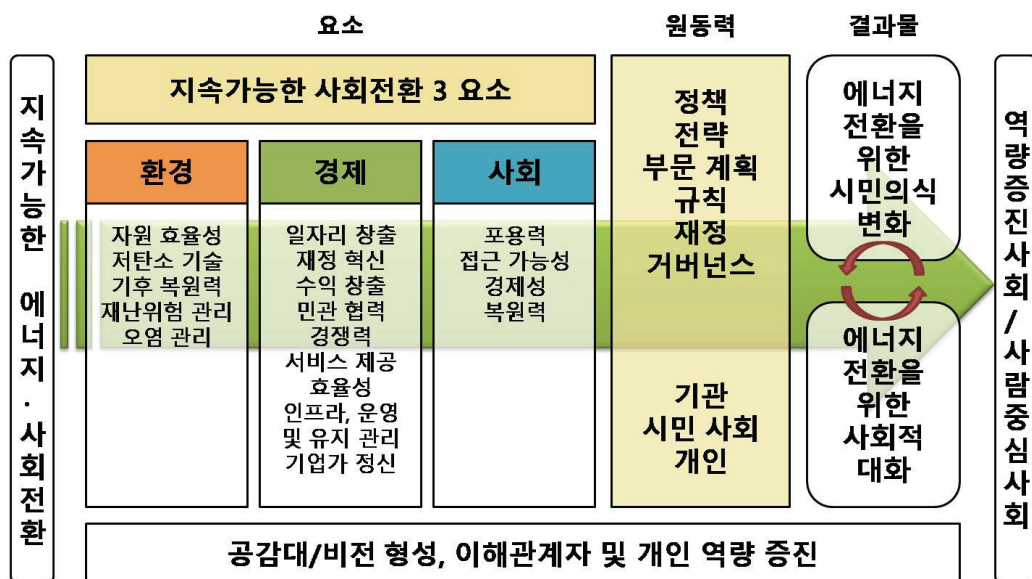 요소
원동력
결과물
지속가능한 에너지·사회전환
지속가능한 사회전환 3 요소
환경
자원 효율성
저탄소 기술
기후 복원력
재난위험 관리
오염 관리
경제
일자리 창출
재정 혁신
수익 창출
민관 협력
경쟁력
서비스 제공
효율성
인프라, 운영
및 유지 관리
기업가 정신
사회
포용력
접근 가능성
경제성
복원력
정책
전략
부문 계획
규칙
재정
거버넌스
기관
시민 사회
개인
에너지
전환을
위한
시민의식
변화
에너지
전환을
위한
사회적
대화
역량증진사회/사람중심사회
공감대/비전 형성, 이해관계자 및 개인 역량 증진